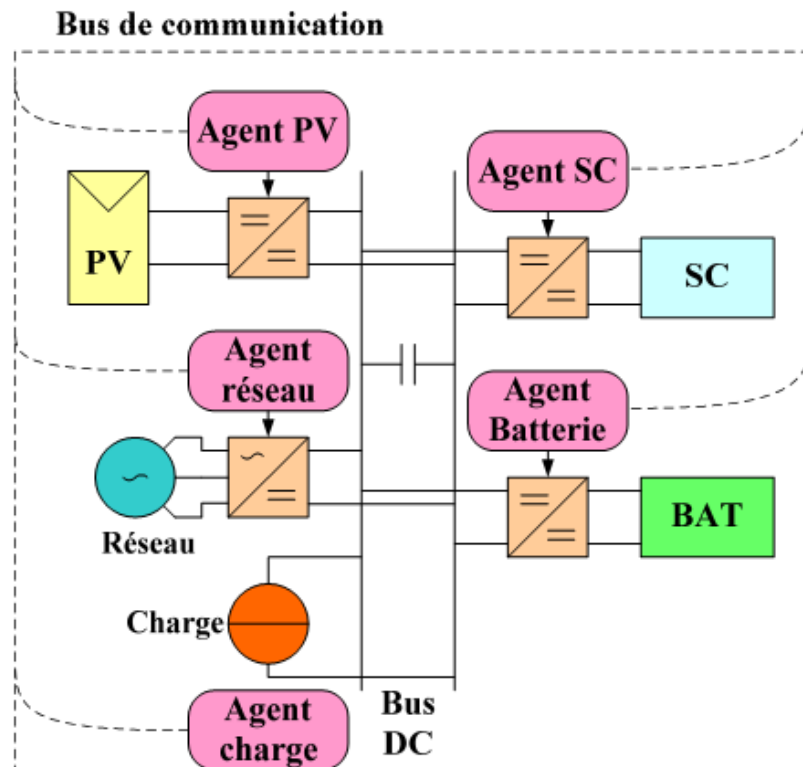 Bus de communication
Agent PV
Agent SC
PV
SC
Agent
réseau
Agent
Batterie
BAT
Réseau
Charge
Agent
charge
Bus
DC